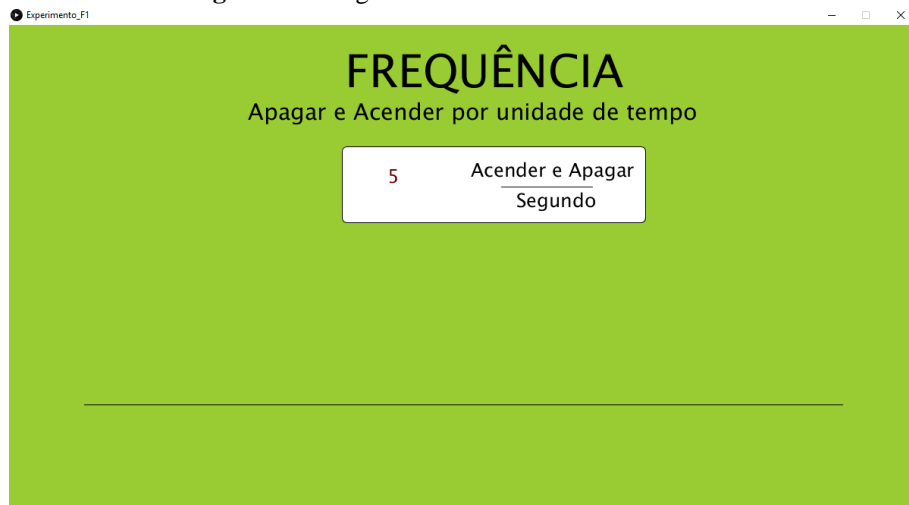 Experimento_F1
FREQUÊNCIA
Apagar e Acender por unidade de tempo
5
Acender e Apagar
Segundo